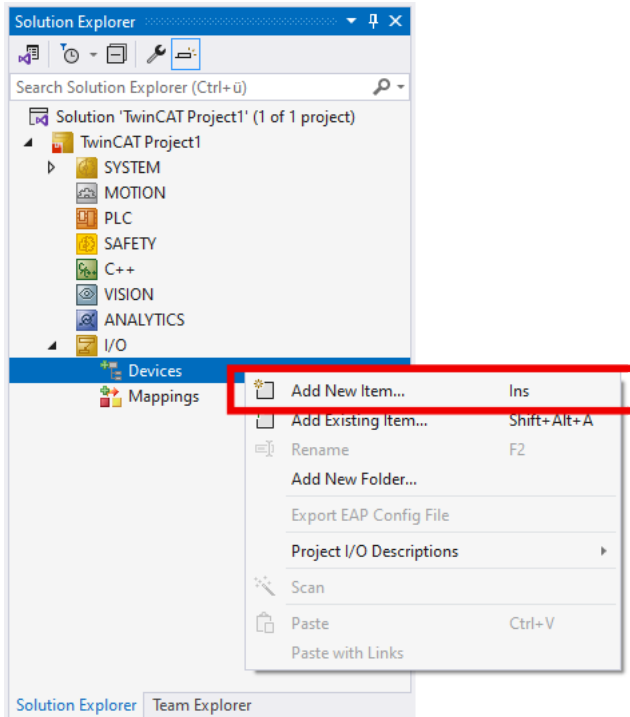 Solution Explorer
Search Solution Explorer (Ctrl+ü)
Solution 'TwinCAT Project1' (1 of 1 project)
TwinCAT Project1
SYSTEM
MOTION
PLC
SAFETY
C++
VISION
ANALYTICS
I/O
Devices
Mappings
Add New Item... Ins
Add Existing Item... Shift+Alt+A
Rename F2
Add New Folder...
Export EAP Config File
Project I/O Descriptions
Scan
Paste Ctrl+V
Paste with Links
Solution Explorer Team Explorer